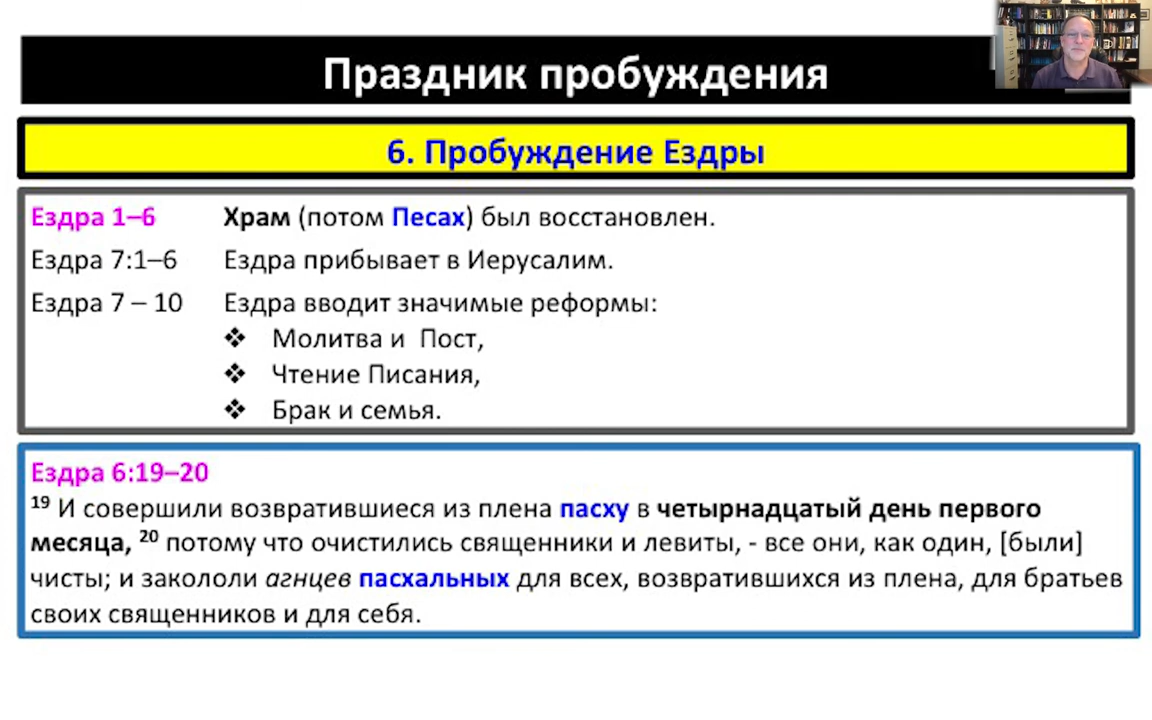 Праздник пробуждения
6. Пробуждение Ездры
Ездра 1–6 Храм (потом Песах) был восстановлен.
Ездра 7:1–6 Ездра прибывает в Иерусалим.
Ездра 7 – 10 Ездра вводит значимые реформы:
❖ Молитва и Пост,
❖ Чтение Писания,
❖ Брак и семья.
Ездра 6:19–20
19 И совершили возвратившиеся из плена пасху в четырнадцатый день первого
месяца, 20 потому что очистились священники и левиты, - все они, как один, [были]
чисты; и закололи агнцев пасхальных для всех, возвратившихся из плена, для братьев
своих священников и для себя.